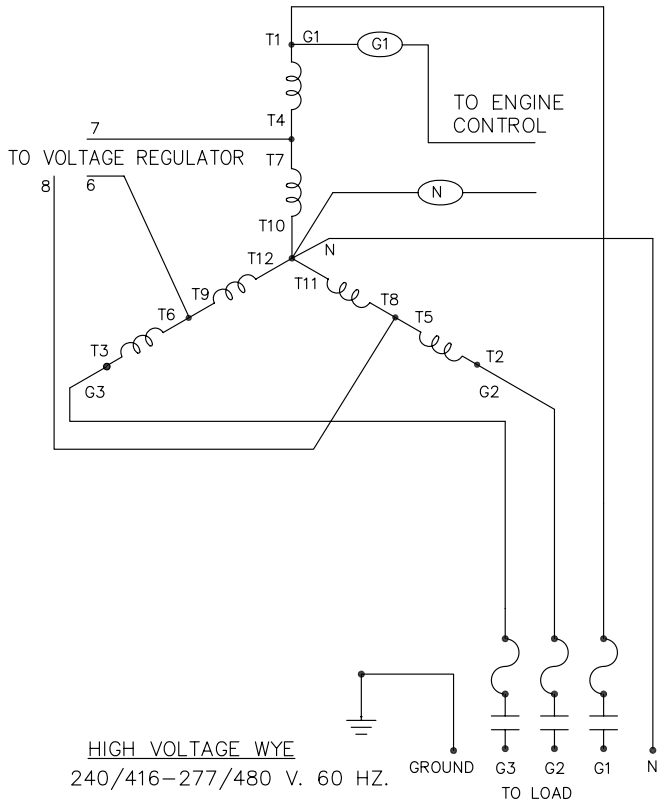 T1 G1
G1
TO ENGINE
CONTROL
T4
7
T7
TO VOLTAGE REGULATOR
8
6
N
T10
N
T12
T11
T9
T8
T6
T5
T3
T2
G3
G2
HIGH VOLTAGE WYE
240/416-277/480 V. 60 HZ.
GROUND G3 G2 G1 N
TO LOAD